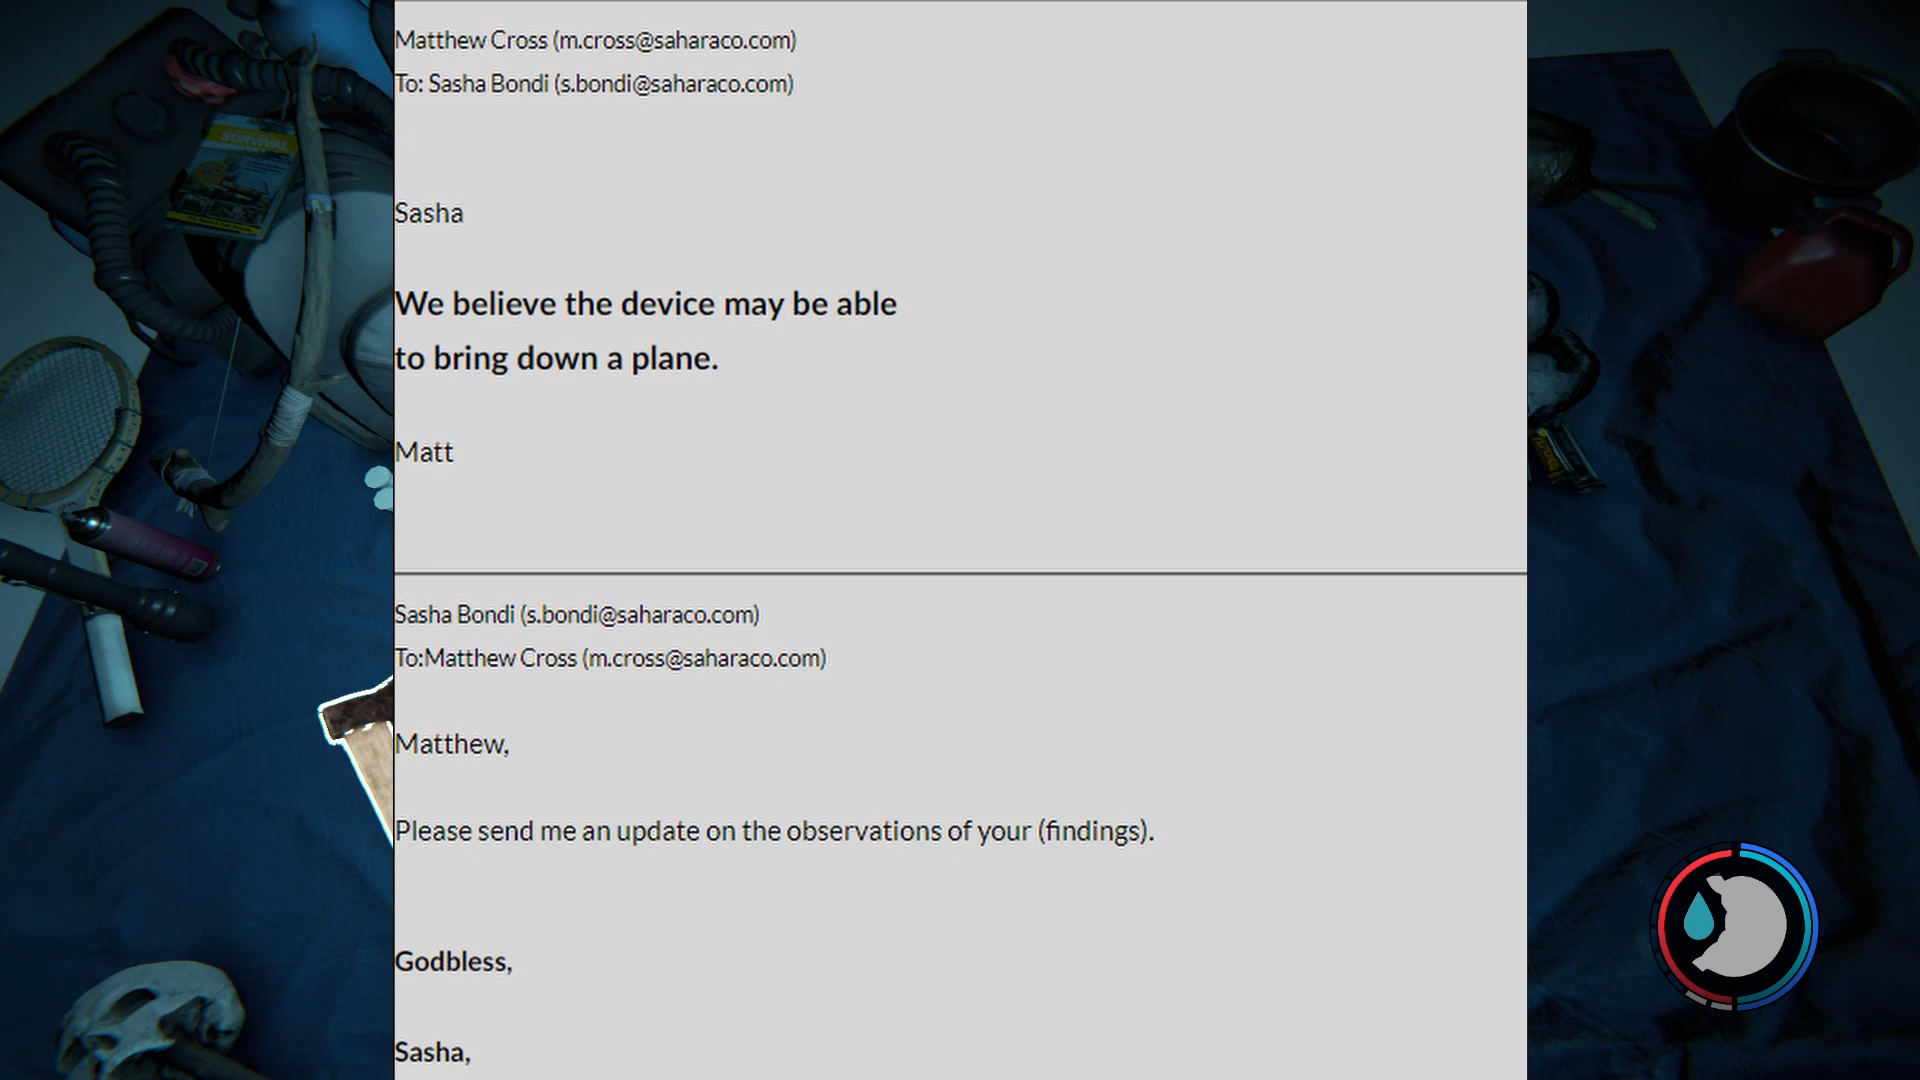 Matthew Cross (m.cross@saharaco.com)
To: Sasha Bondi (s.bondi@saharaco.com)
Sasha
We believe the device may be able
to bring down a plane.
Matt
Sasha Bondi (s.bondi@saharaco.com)
To:Matthew Cross (m.cross@saharaco.com)
Matthew,
Please send me an update on the observations of your (findings).
Godbless,
Sasha,
SURVIVAL